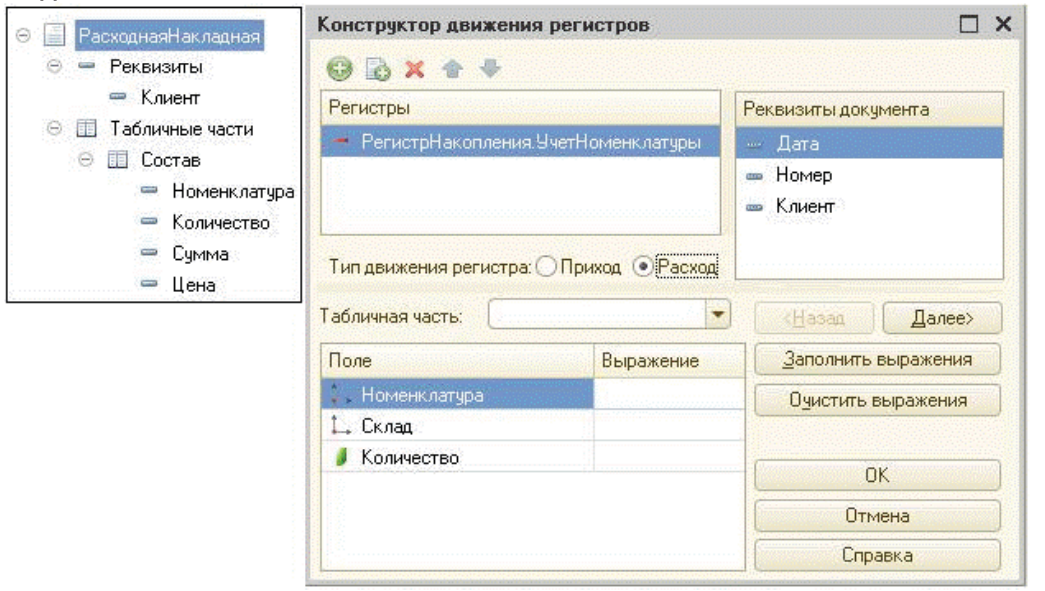 РасходнаяНакладная
Реквизиты
Клиент
Табличные части
Состав
Номенклатура
Количество
Сумма
Цена
Конструктор движения регистров
Регистры
РегистрНакопления.УчетНоменклатуры
Реквизиты документа
Дата
Номер
Клиент
Тип движения регистра: Приход Расход
Табличная часть:
<Назад Далее>
Поле Выражение
Номенклатура
Склад
Количество
Заполнить выражения
Очистить выражения
ОК
Отмена
Справка